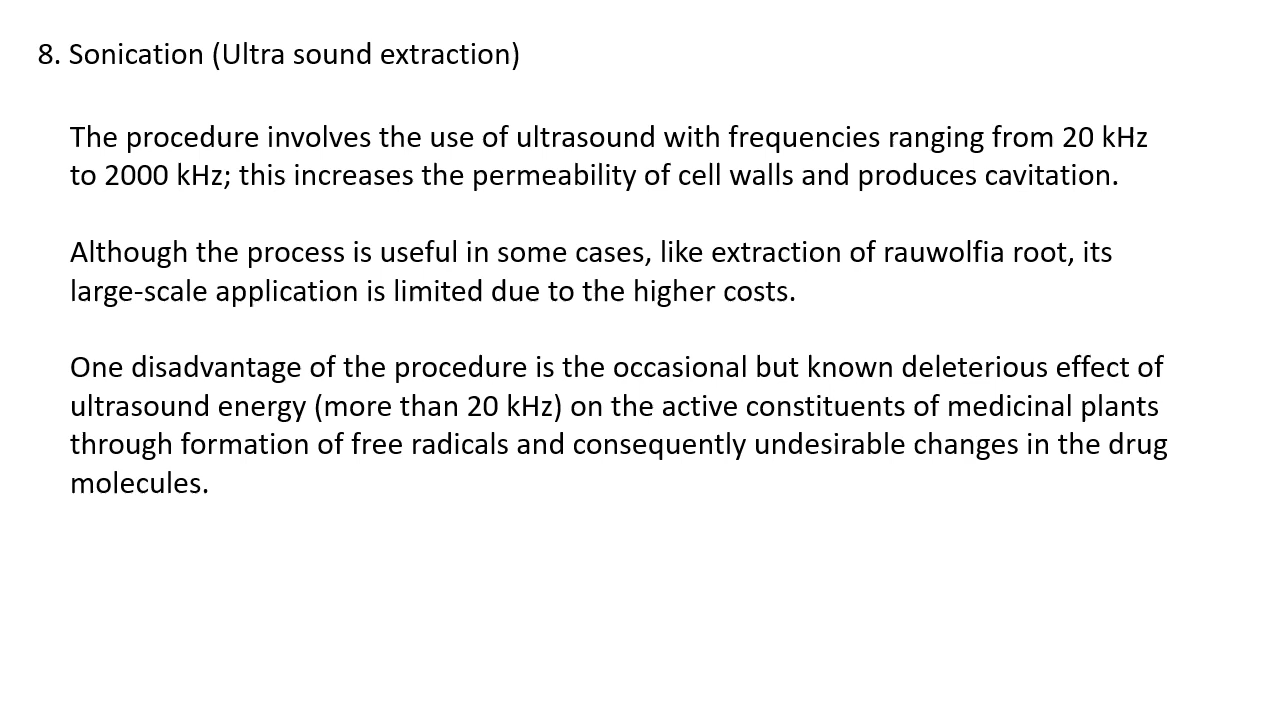 8. Sonication (Ultra sound extraction)
The procedure involves the use of ultrasound with frequencies ranging from 20 kHz
to 2000 kHz; this increases the permeability of cell walls and produces cavitation.
Although the process is useful in some cases, like extraction of rauwolfia root, its
large-scale application is limited due to the higher costs.
One disadvantage of the procedure is the occasional but known deleterious effect of
ultrasound energy (more than 20 kHz) on the active constituents of medicinal plants
through formation of free radicals and consequently undesirable changes in the drug
molecules.